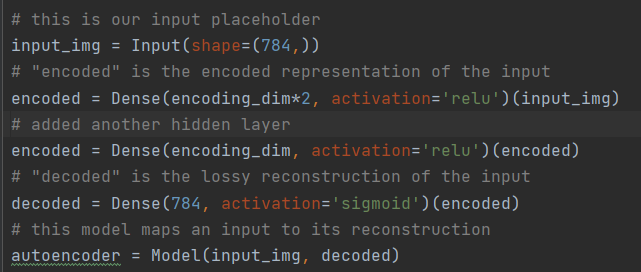 # this is our input placeholder
input_img = Input(shape=(784,))
# "encoded" is the encoded representation of the input
encoded = Dense(encoding_dim*2, activation='relu')(input_img)
# added another hidden layer
encoded = Dense(encoding_dim, activation='relu')(encoded)
# "decoded" is the lossy reconstruction of the input
decoded = Dense(784, activation='sigmoid')(encoded)
# this model maps an input to its reconstruction
autoencoder = Model(input_img, decoded)